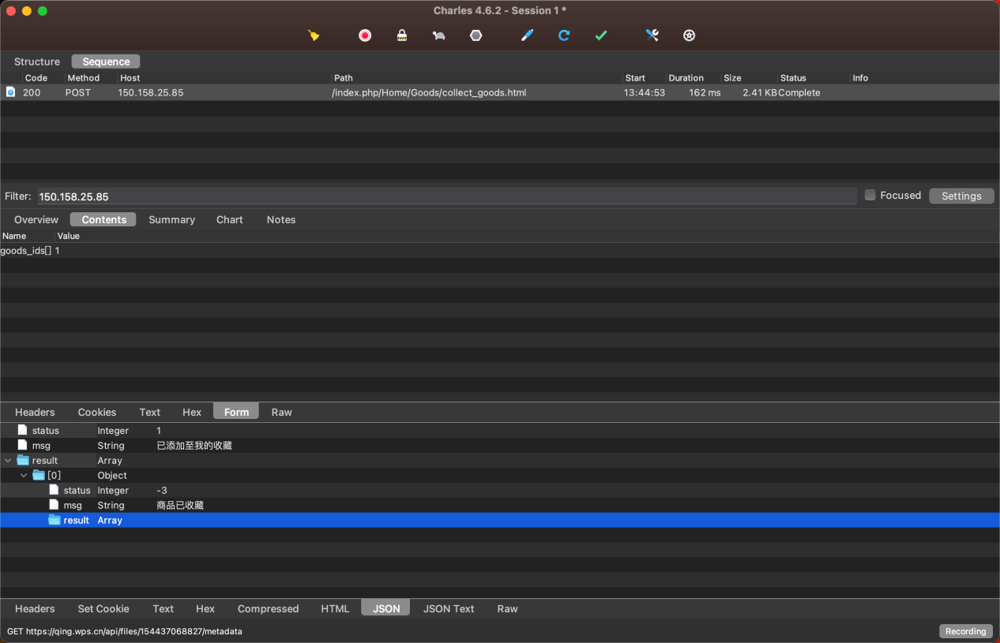 Charles 4.6.2 - Session 1 *
Structure Sequence
Code Method Host Path Start Duration Size Status Info
200 POST 150.158.25.85 /index.php/Home/Goods/collect_goods.html 13:44:53 162 ms 2.41 KB Complete
Filter: 150.158.25.85 Focused Settings
Overview Contents Summary Chart Notes
Name Value
goods_ids[] 1
Headers Cookies Text Hex Form Raw
status Integer 1
msg String 已添加至我的收藏
result Array
[0] Object
status Integer -3
msg String 商品已收藏
result Array
Headers Set Cookie Text Hex Compressed HTML JSON JSON Text Raw
GET https://qing.wps.cn/api/files/154437068827/metadata Recording